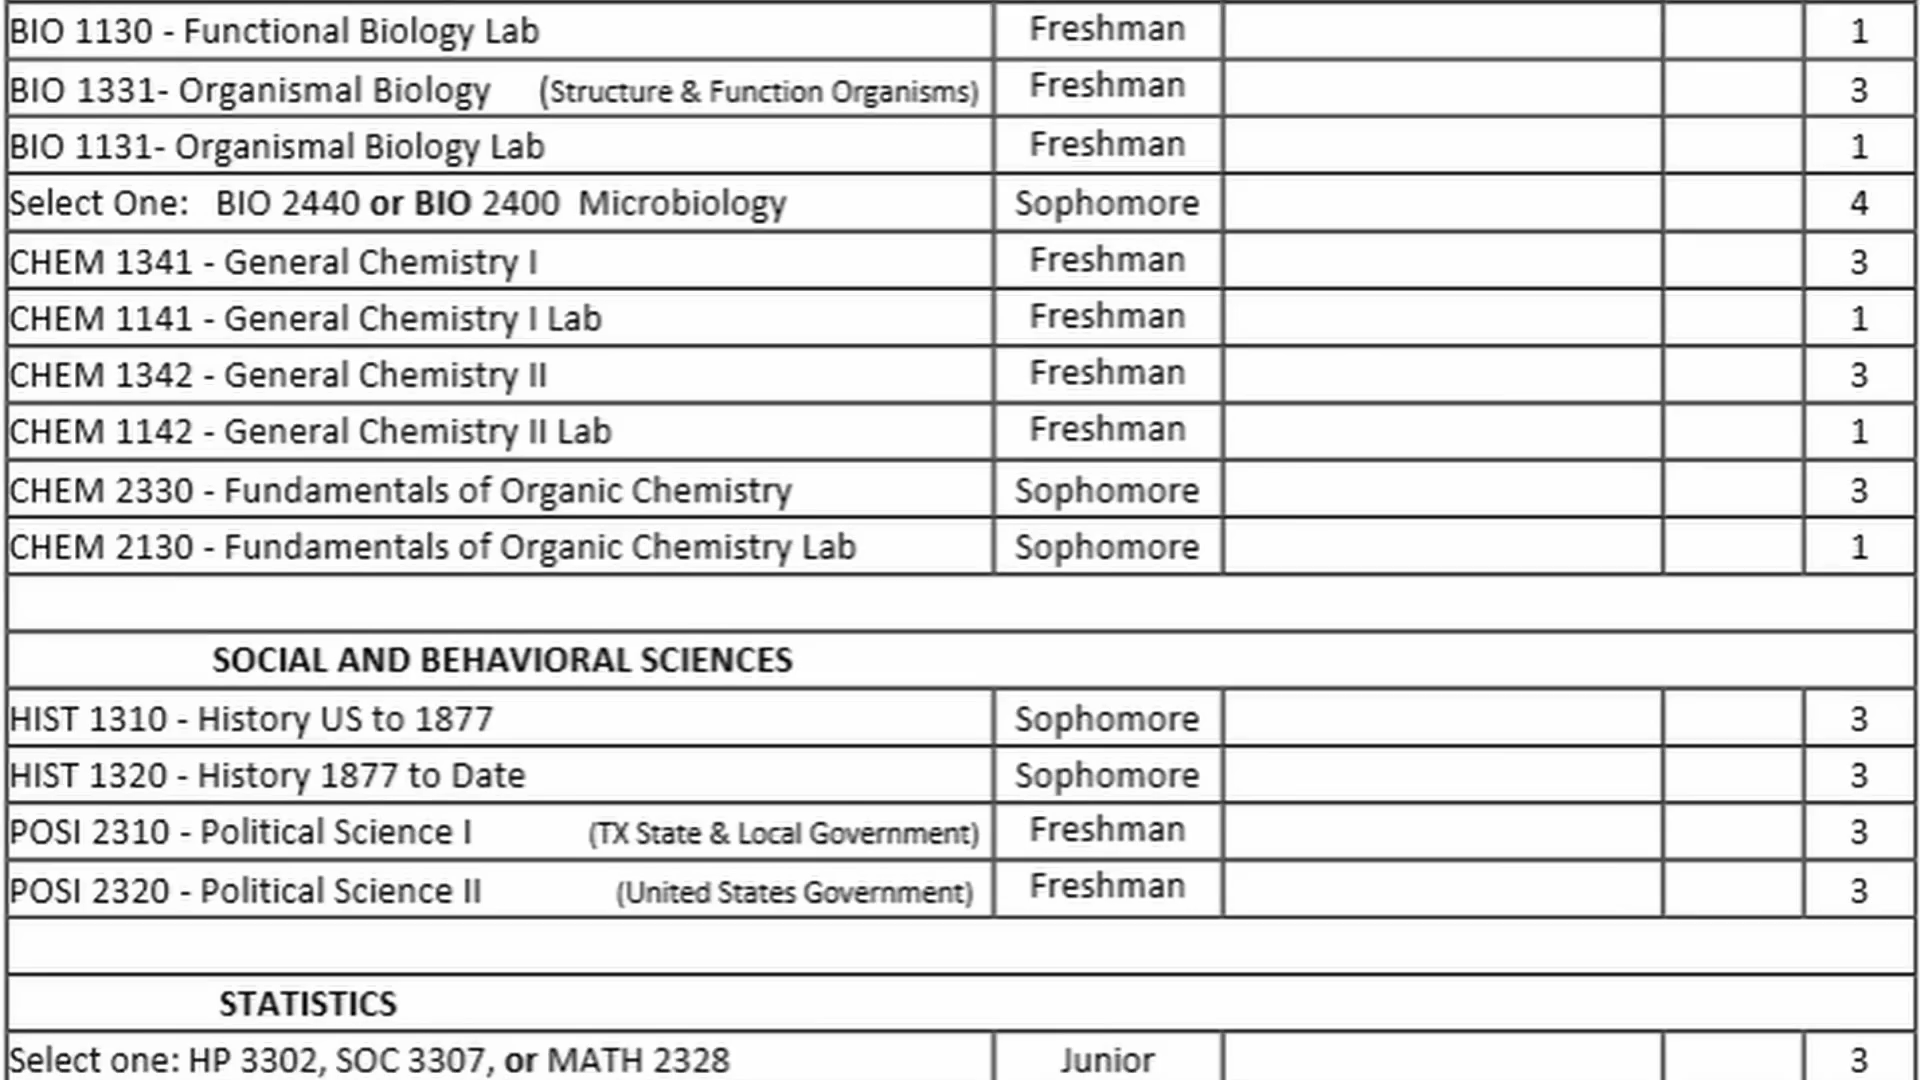 BIO 1130 - Functional Biology Lab Freshman 1
BIO 1331- Organismal Biology (Structure & Function Organisms) Freshman 3
BIO 1131- Organismal Biology Lab Freshman 1
Select One: BIO 2440 or BIO 2400 Microbiology Sophomore 4
CHEM 1341 - General Chemistry I Freshman 3
CHEM 1141 - General Chemistry I Lab Freshman 1
CHEM 1342 - General Chemistry II Freshman 3
CHEM 1142 - General Chemistry II Lab Freshman 1
CHEM 2330 - Fundamentals of Organic Chemistry Sophomore 3
CHEM 2130 - Fundamentals of Organic Chemistry Lab Sophomore 1
SOCIAL AND BEHAVIORAL SCIENCES
HIST 1310 - History US to 1877 Sophomore 3
HIST 1320 - History 1877 to Date Sophomore 3
POSI 2310 - Political Science I (TX State & Local Government) Freshman 3
POSI 2320 - Political Science II (United States Government) Freshman 3
STATISTICS
Select one: HP 3302, SOC 3307, or MATH 2328 Junior 3